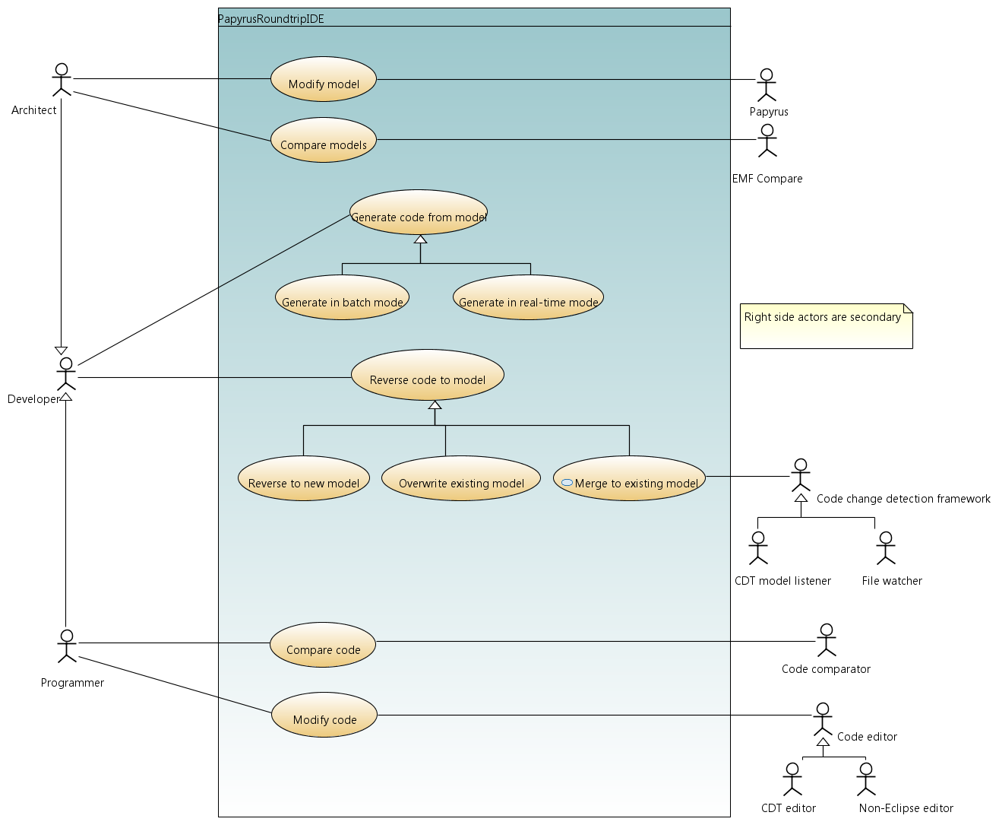 PapyrusRoundtripIDE
Modify model
Architect
Papyrus
Compare models
EMF Compare
Generate code from model
Generate in batch mode
Generate in real-time mode
Right side actors are secondary
Reverse code to model
Developer
Reverse to new model
Overwrite existing model
Merge to existing model
Code change detection framework
CDT model listener
File watcher
Compare code
Code comparator
Programmer
Modify code
Code editor
CDT editor
Non-Eclipse editor